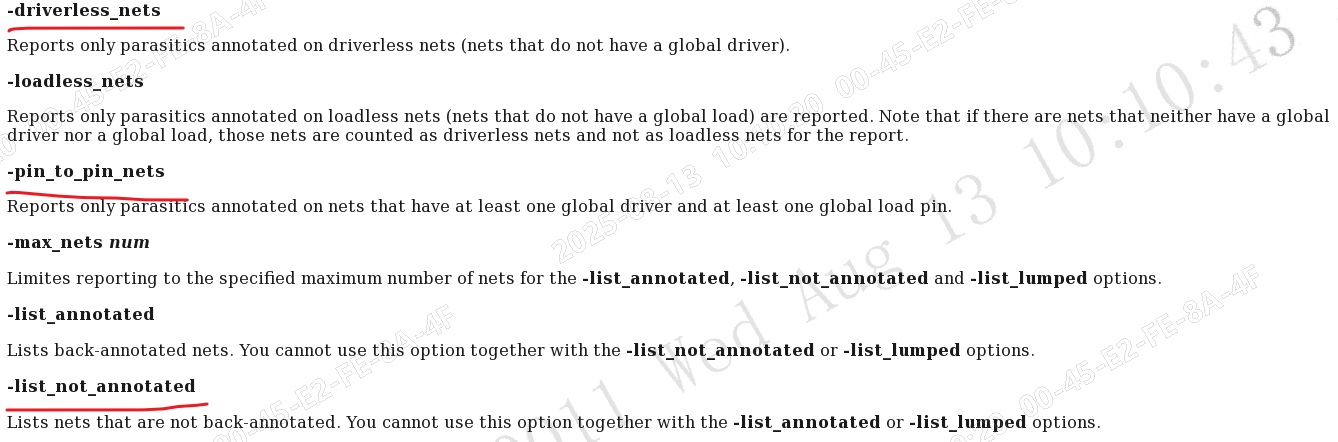 -driverless_nets
Reports only parasitics annotated on driverless nets (nets that do not have a global driver).
-loadless_nets
Reports only parasitics annotated on loadless nets (nets that do not have a global load) are reported. Note that if there are nets that neither have a global
driver nor a global load, those nets are counted as driverless nets and not as loadless nets for the report.
-pin_to_pin_nets
Reports only parasitics annotated on nets that have at least one global driver and at least one global load pin.
-max_nets num
Limites reporting to the specified maximum number of nets for the -list_annotated, -list_not_annotated and -list_lumped options.
-list_annotated
Lists back-annotated nets. You cannot use this option together with the -list_not_annotated or -list_lumped options.
-list_not_annotated
Lists nets that are not back-annotated. You cannot use this option together with the -list_annotated or -list_lumped options.
2025-08-13 10:10:20 00-45-E2-FE-8A-4F
Wed Aug 13 10:10:43